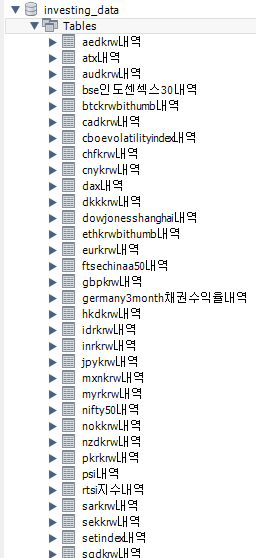 investing_data
Tables
aedkrw내역
atx내역
audkrw내역
bse인도센섹스30내역
btckrwbithumb내역
cadkrw내역
cboevolatilityindex내역
chfkrw내역
cnykrw내역
dax내역
dkkkrw내역
dowjonesshanghai내역
ethkrwbithumb내역
eurkrw내역
ftsechinaa50내역
gbpkrw내역
germany3month채권수익율내역
hkdkrw내역
idrkrw내역
inrkrw내역
jpykrw내역
mxnkrw내역
myrkrw내역
nifty50내역
nokkrw내역
nzdkrw내역
pkrkrw내역
psi내역
rtsi지수내역
sarkrw내역
sekkrw내역
setindex내역
sgdkrw내역